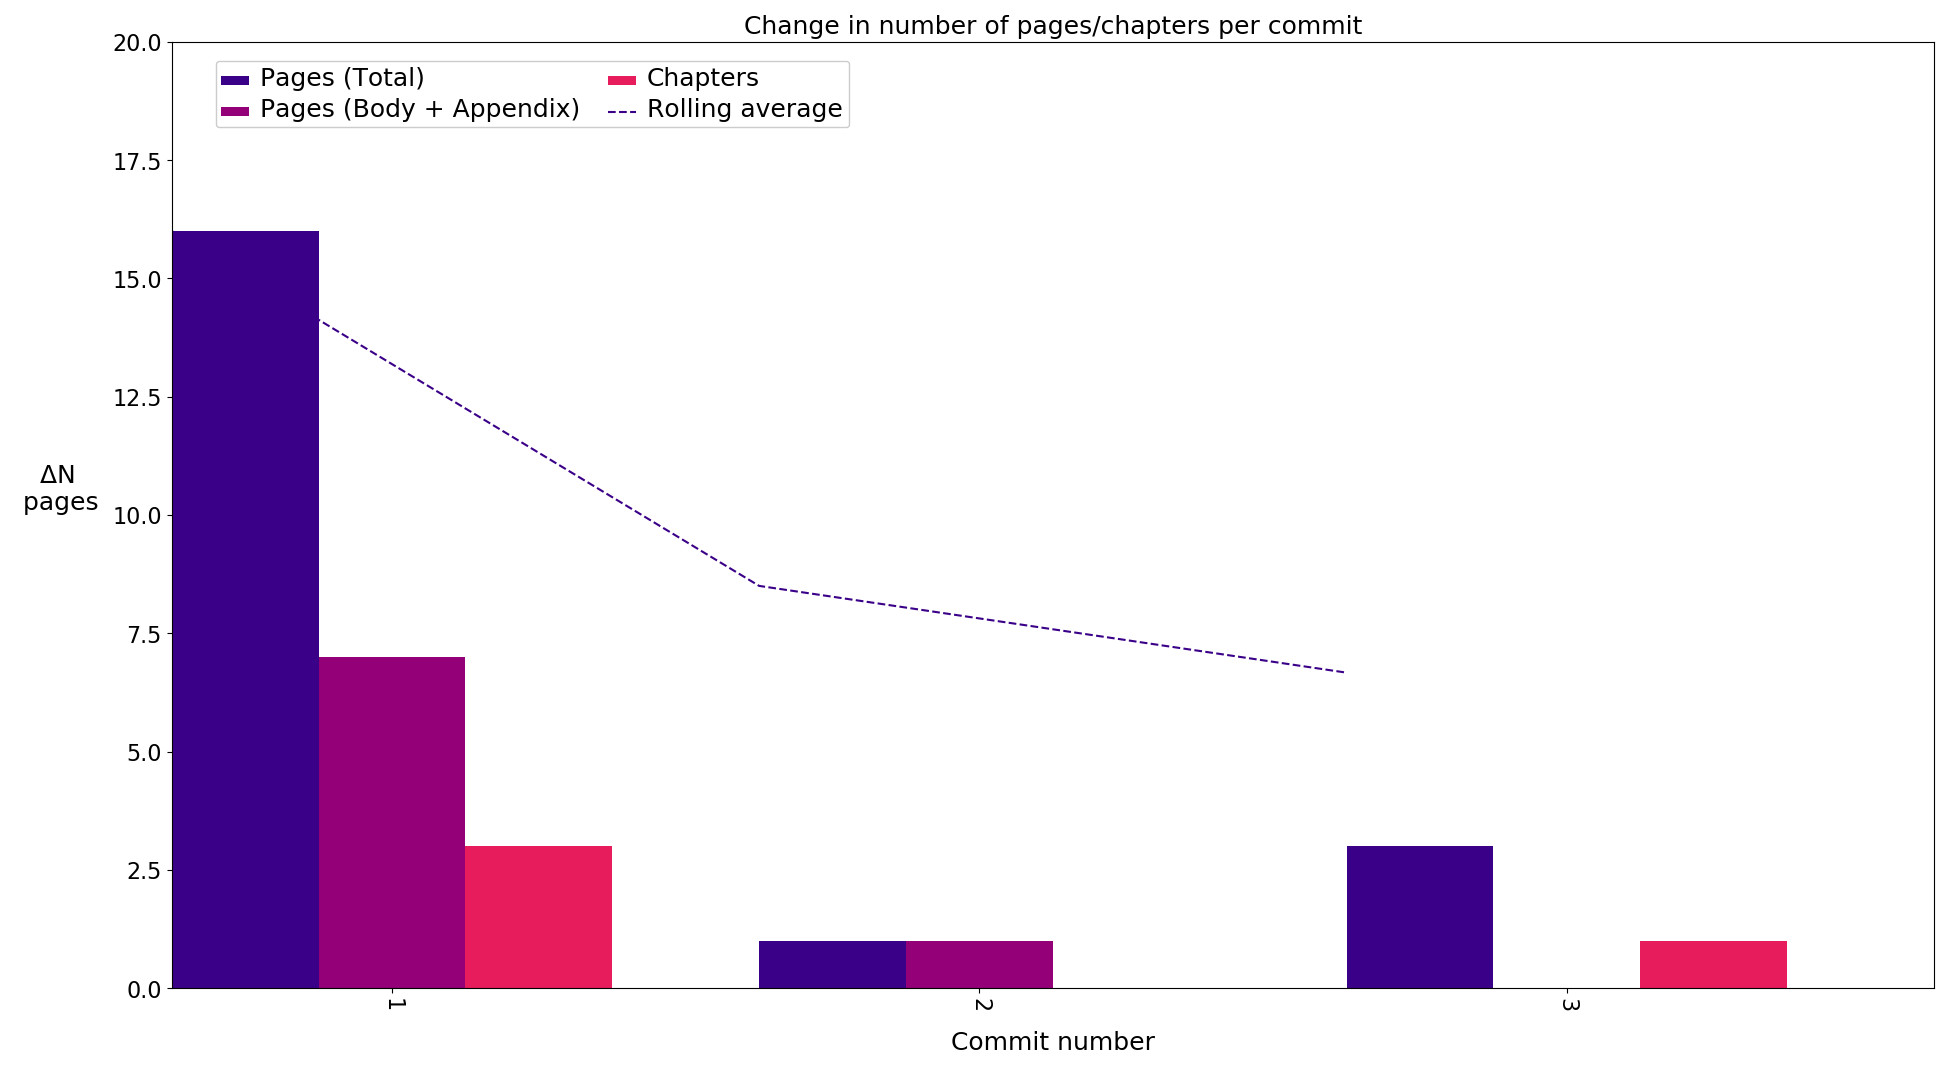 Change in number of pages/chapters per commit
Pages (Total)
Pages (Body + Appendix)
Chapters
Rolling average
20.0
17.5
15.0
12.5
10.0
7.5
5.0
2.5
0.0
ΔN
pages
1
2
3
Commit number